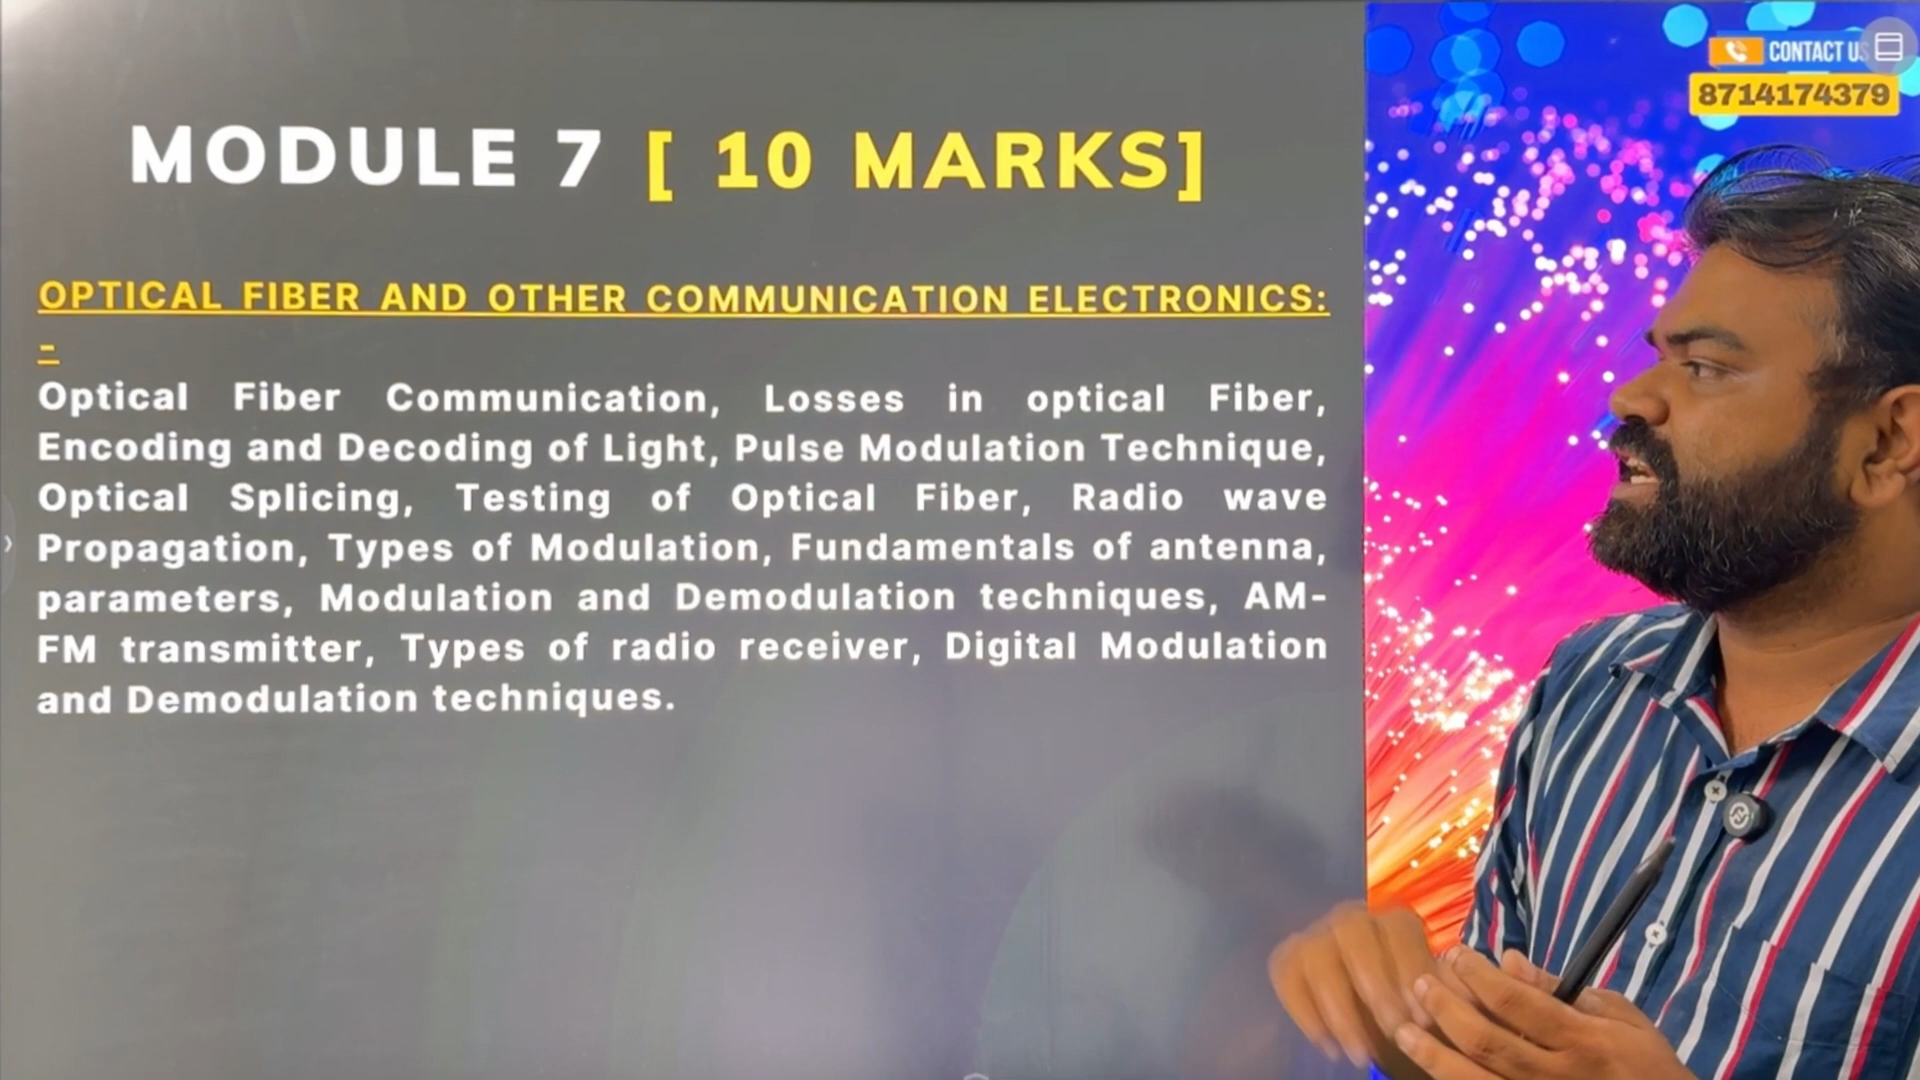 CONTACT US
8714174379
MODULE 7 [ 10 MARKS]
OPTICAL FIBER AND OTHER COMMUNICATION ELECTRONICS:
-
Optical Fiber Communication, Losses in optical Fiber,
Encoding and Decoding of Light, Pulse Modulation Technique,
Optical Splicing, Testing of Optical Fiber, Radio wave
Propagation, Types of Modulation, Fundamentals of antenna,
parameters, Modulation and Demodulation techniques, AM-
FM transmitter, Types of radio receiver, Digital Modulation
and Demodulation techniques.